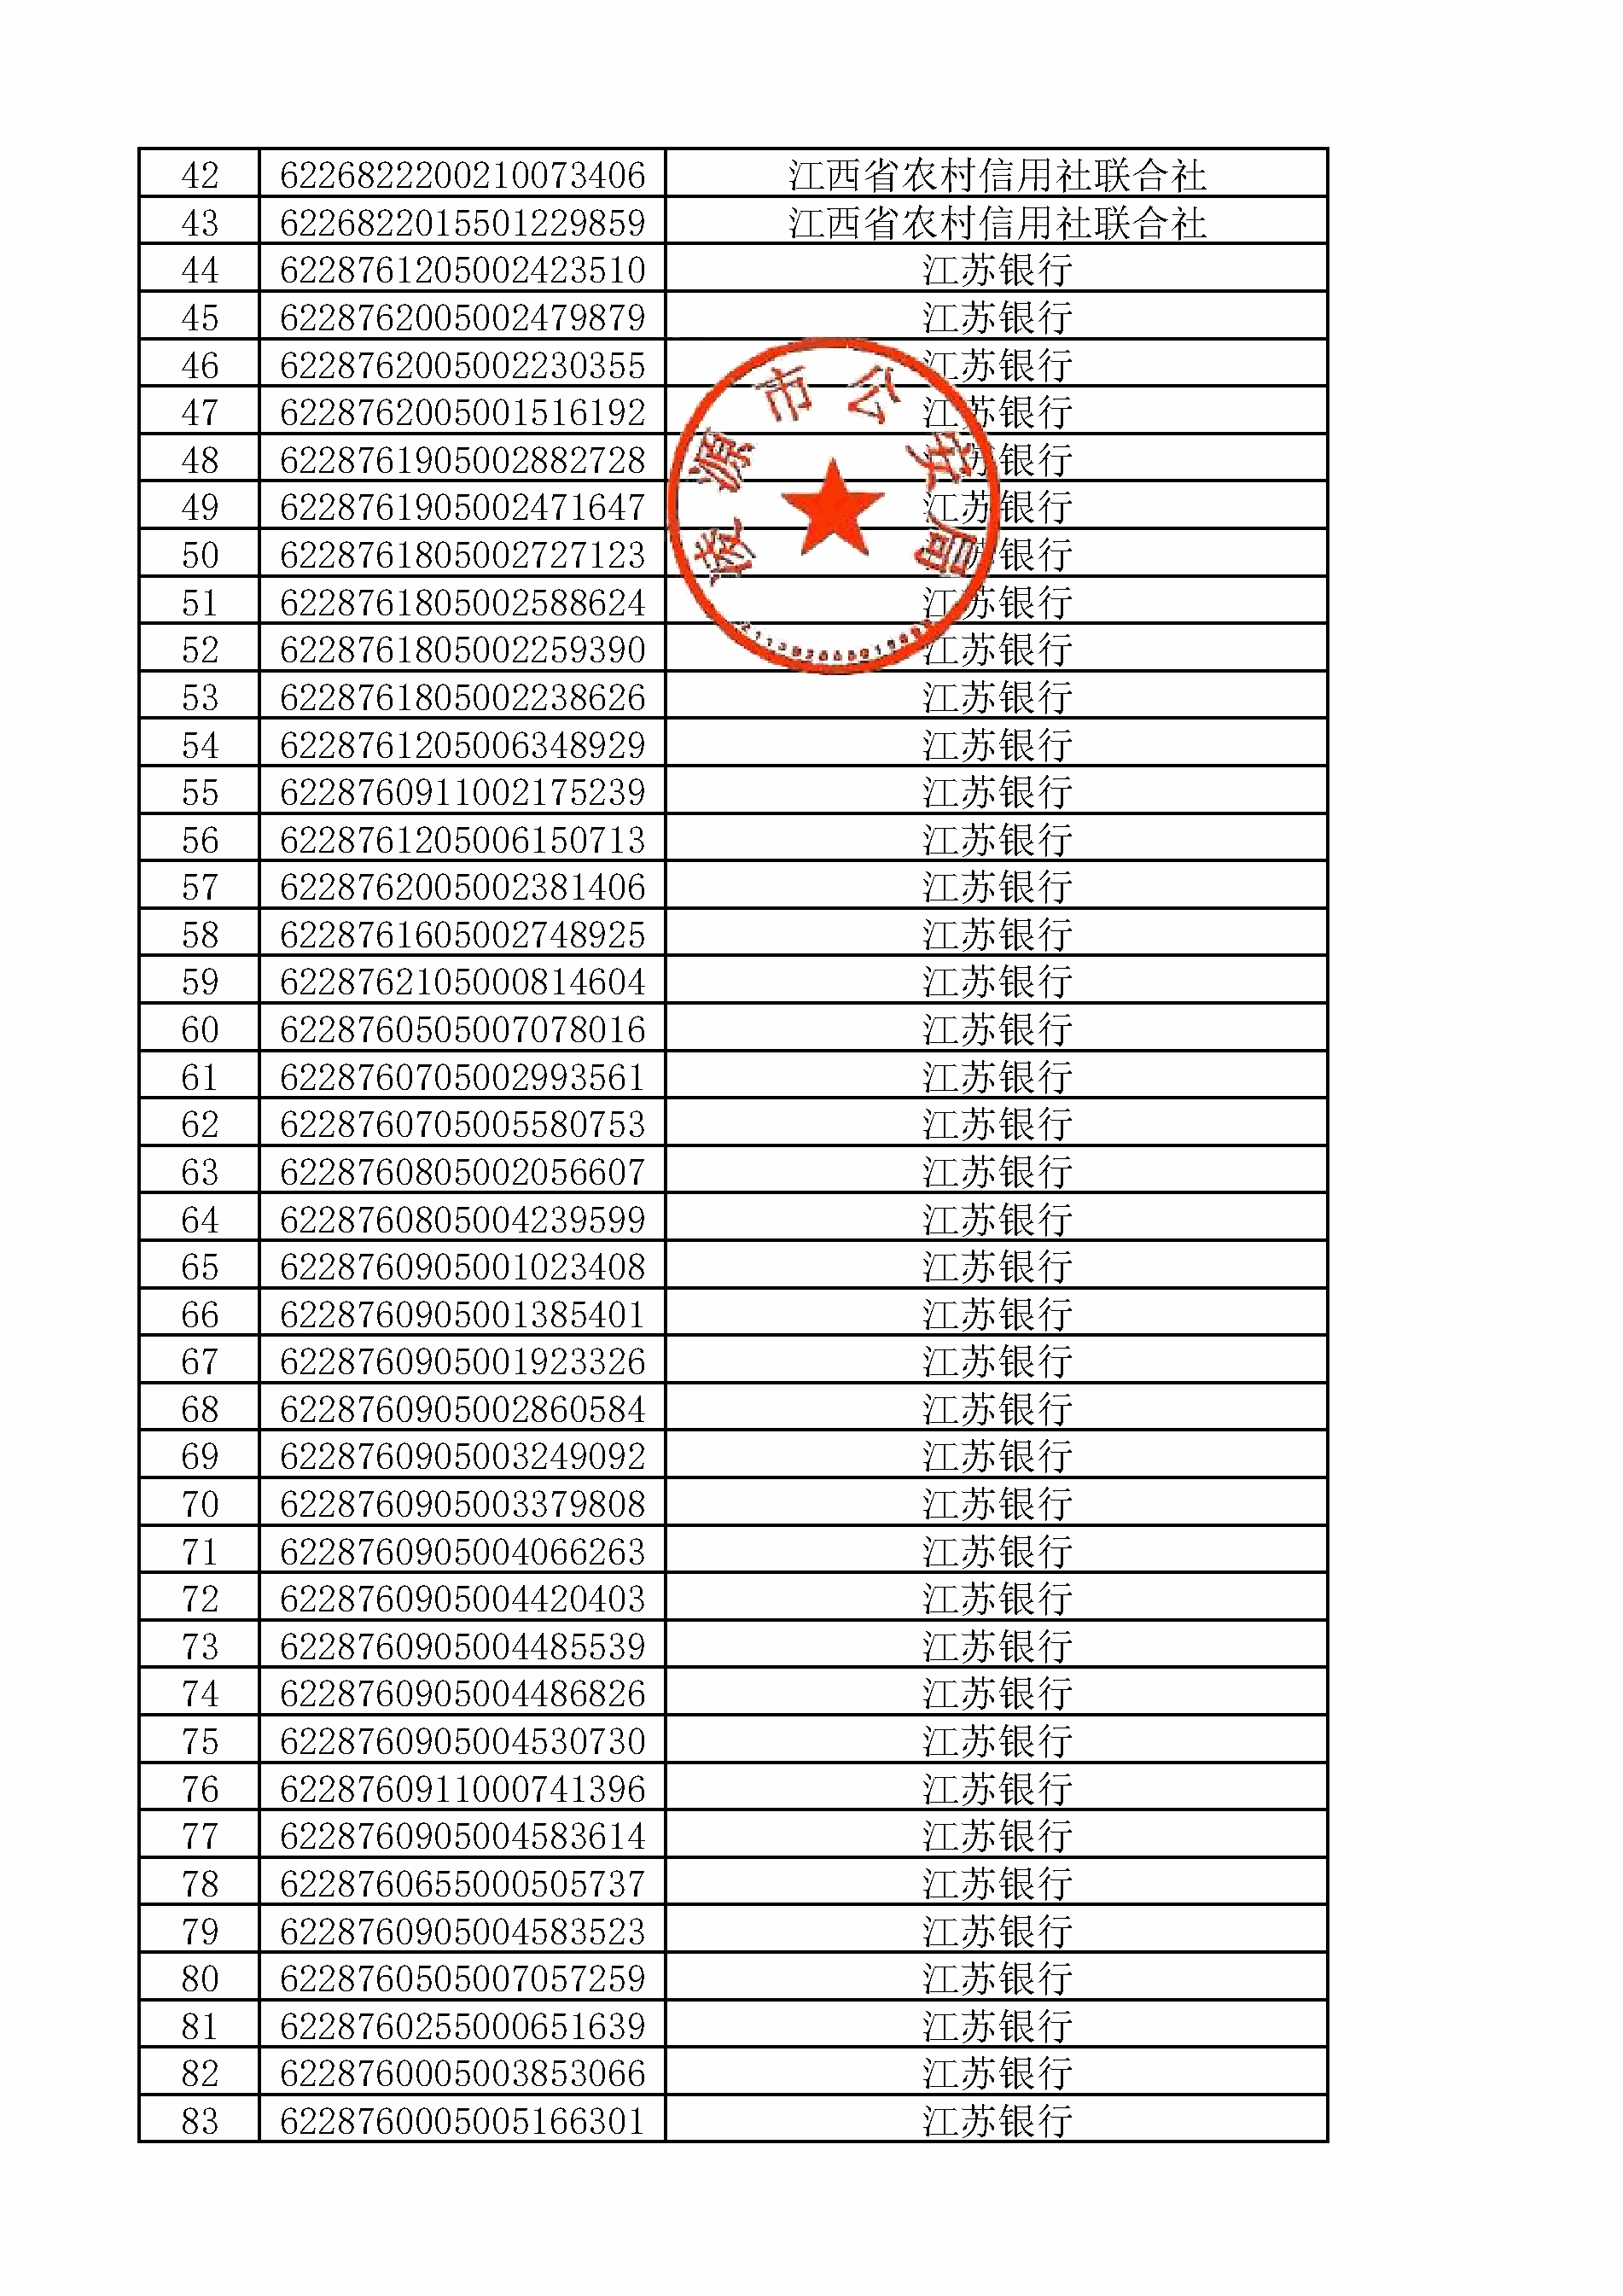 42 6226822200210073406 江西省农村信用社联合社
43 6226822015501229859 江西省农村信用社联合社
44 6228761205002423510 江苏银行
45 6228762005002479879 江苏银行
46 6228762005002230355 江苏银行
47 6228762005001516192 江苏银行
48 6228761905002882728 江苏银行
49 6228761905002471647 江苏银行
50 6228761805002727123 江苏银行
51 6228761805002588624 江苏银行
52 6228761805002259390 江苏银行
53 6228761805002238626 江苏银行
54 6228761205006348929 江苏银行
55 6228760911002175239 江苏银行
56 6228761205006150713 江苏银行
57 6228762005002381406 江苏银行
58 6228761605002748925 江苏银行
59 6228762105000814604 江苏银行
60 6228760505007078016 江苏银行
61 6228760705002993561 江苏银行
62 6228760705005580753 江苏银行
63 6228760805002056607 江苏银行
64 6228760805004239599 江苏银行
65 6228760905001023408 江苏银行
66 6228760905001385401 江苏银行
67 6228760905001923326 江苏银行
68 6228760905002860584 江苏银行
69 6228760905003249092 江苏银行
70 6228760905003379808 江苏银行
71 6228760905004066263 江苏银行
72 6228760905004420403 江苏银行
73 6228760905004485539 江苏银行
74 6228760905004486826 江苏银行
75 6228760905004530730 江苏银行
76 6228760911000741396 江苏银行
77 6228760905004583614 江苏银行
78 6228760655000505737 江苏银行
79 6228760905004583523 江苏银行
80 6228760505007057259 江苏银行
81 6228760255000651639 江苏银行
82 6228760005003853066 江苏银行
83 6228760005005166301 江苏银行
凌源市公安局